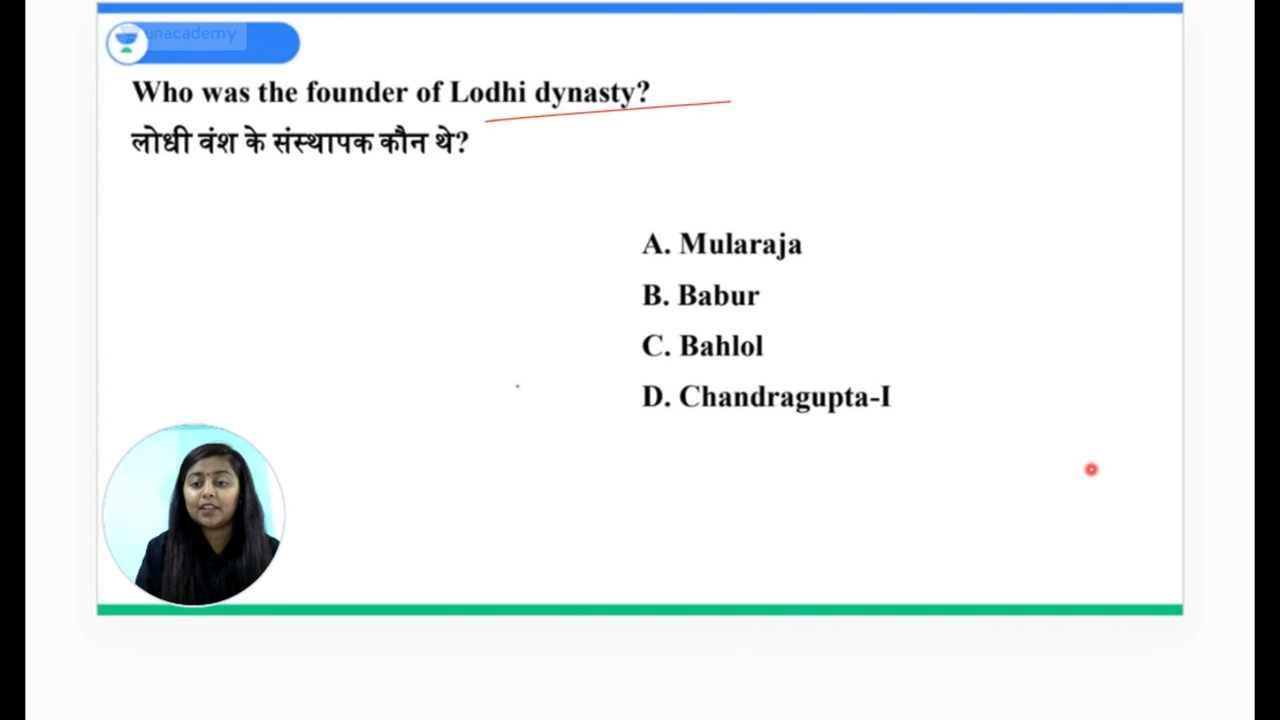 unacademy
Who was the founder of Lodhi dynasty?
लोधी वंश के संस्थापक कौन थे?
A. Mularaja
B. Babur
C. Bahlol
D. Chandragupta-I